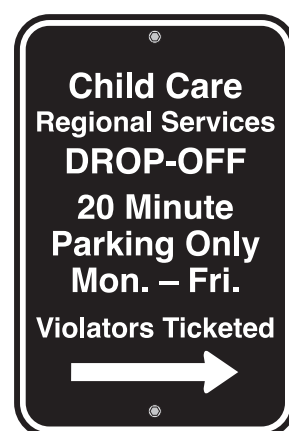 Child Care
Regional Services
DROP-OFF
20 Minute
Parking Only
Mon. – Fri.
Violators Ticketed